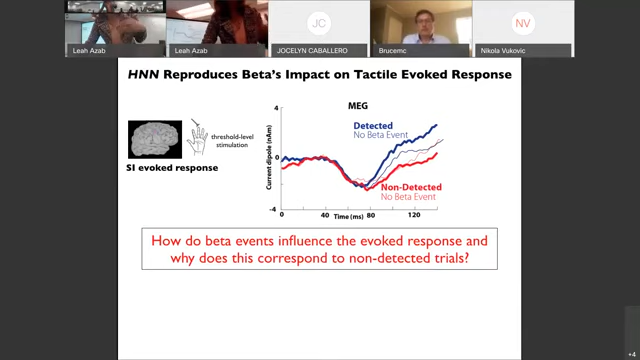 Leah Azab
Leah Azab
JC
JOCELYN CABALLERO
Brucemc
NV
Nikola Vukovic
HNN Reproduces Beta's Impact on Tactile Evoked Response
threshold-level
stimulation
SI evoked response
MEG
Current dipole (nAm)
4
0
-4
Detected
No Beta Event
Non-Detected
No Beta Event
0
40
80
120
Time (ms)
How do beta events influence the evoked response and
why does this correspond to non-detected trials?
+4